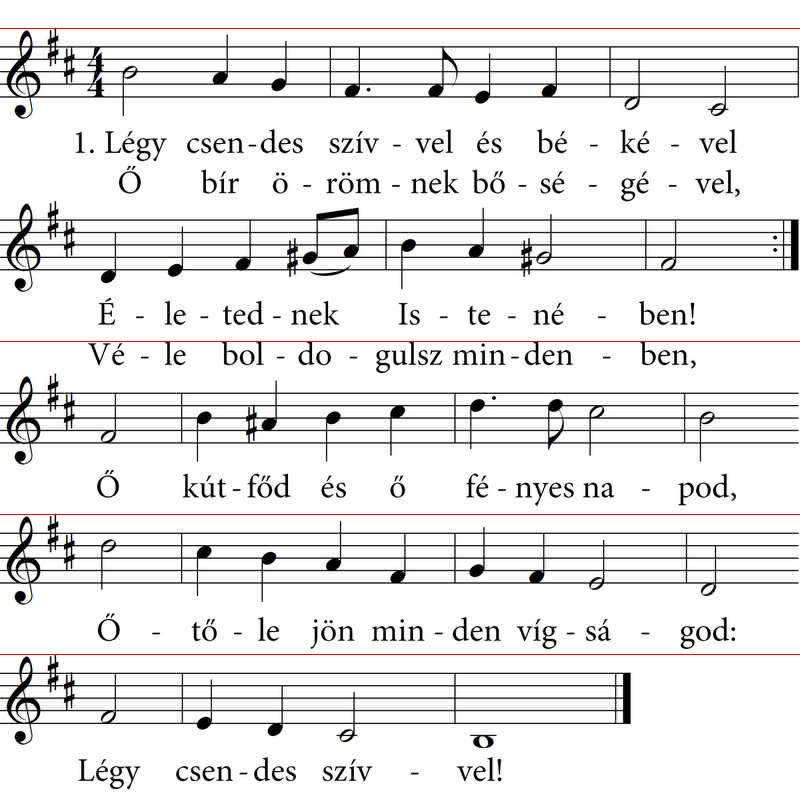 4/4
1. Légy csen-des szív - vel és bé - ké - vel
Ő bír ö - röm - nek bő - sé - gé - vel,
É - le - ted - nek Is - te - né - ben!
Vé - le bol - do - gulsz min - den - ben,
Ő kút - főd és ő fé - nyes na - pod,
Ő - tő - le jön min - den víg - sá - god:
Légy csen - des szív - vel!